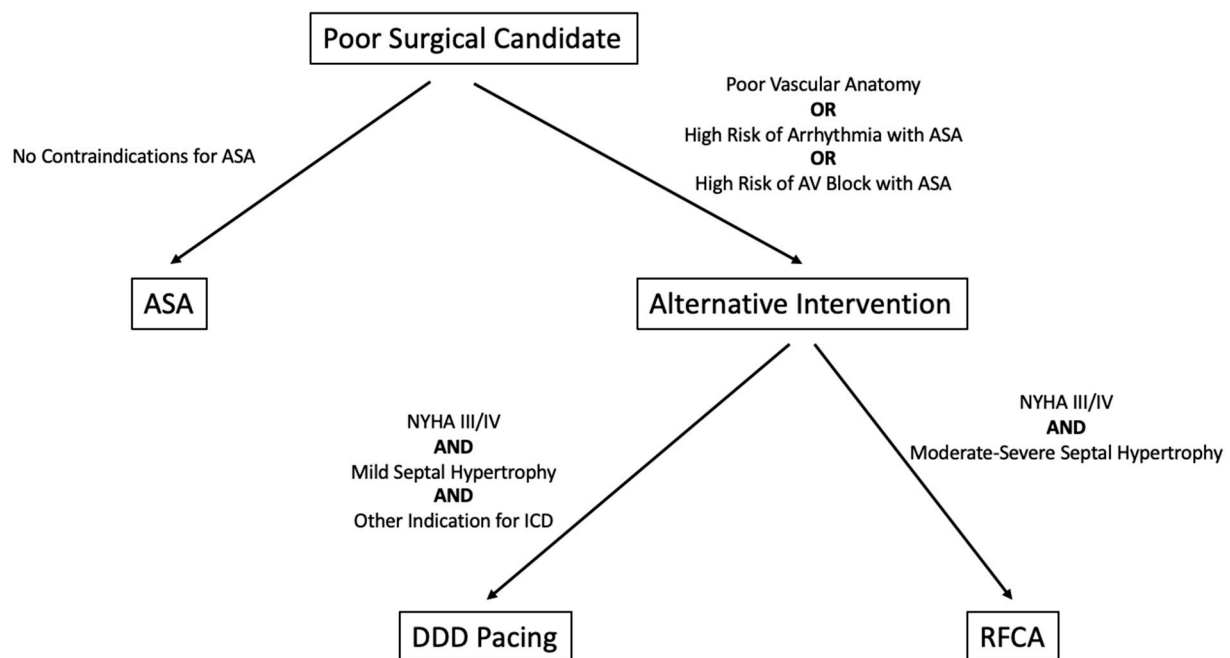 Poor Surgical Candidate
No Contraindications for ASA
Poor Vascular Anatomy
OR
High Risk of Arrhythmia with ASA
OR
High Risk of AV Block with ASA
ASA
Alternative Intervention
NYHA III/IV
AND
Mild Septal Hypertrophy
AND
Other Indication for ICD
NYHA III/IV
AND
Moderate-Severe Septal Hypertrophy
DDD Pacing
RFCA